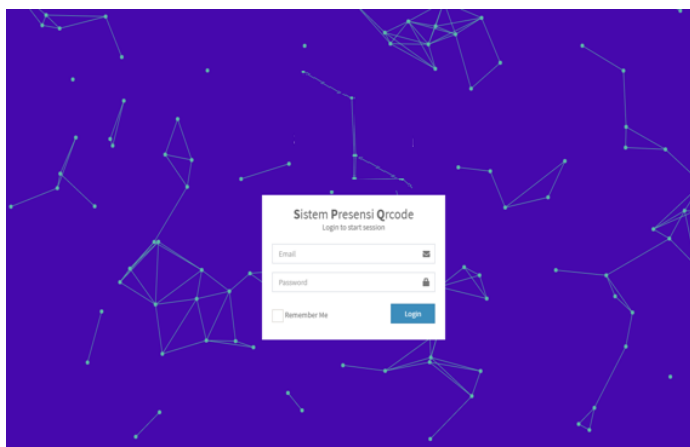 Sistem Presensi Qrcode
Login to start session
Email
Password
Remember Me
Login